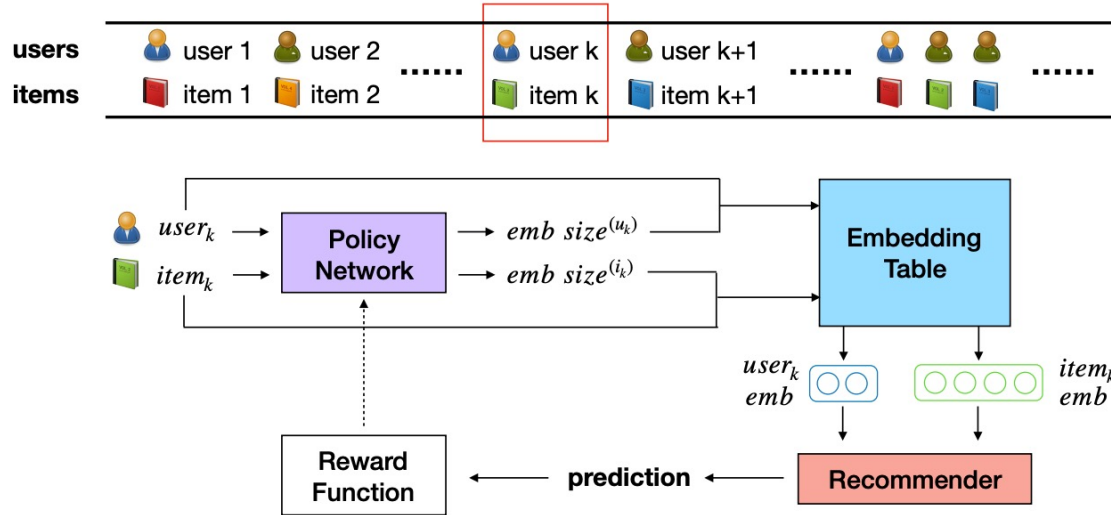 users user 1 user 2 ...... user k user k+1 ......  ......
items item 1 item 2 item k item k+1
user_k Policy Network emb size^(u_k) Embedding Table
item_k emb size^(i_k)
user_k emb
item_k emb
Reward Function prediction Recommender